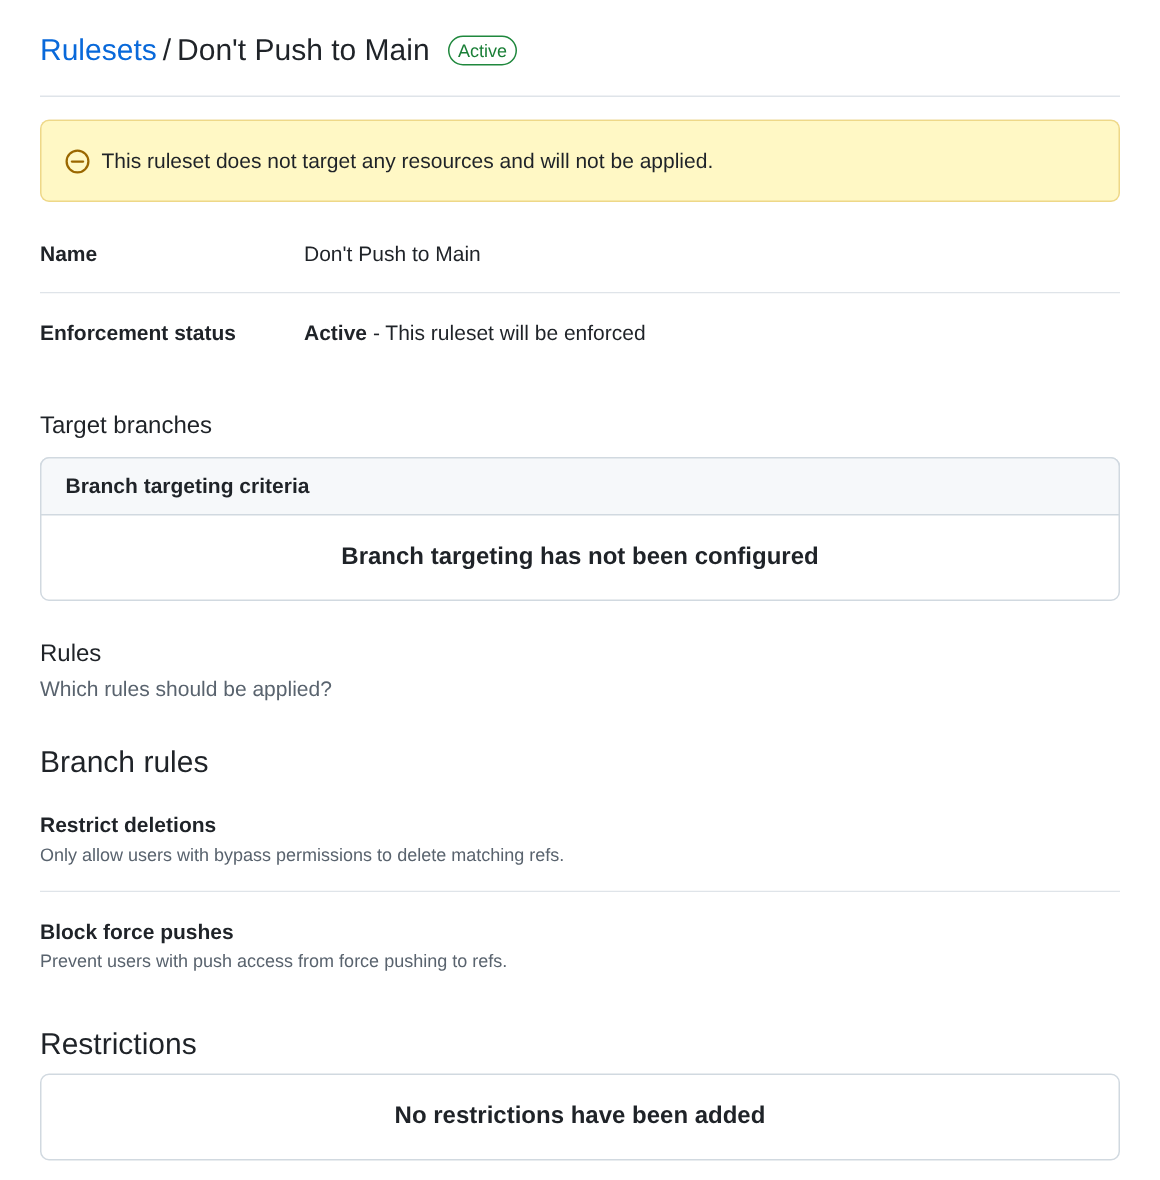 Rulesets / Don't Push to Main Active
This ruleset does not target any resources and will not be applied.
Name Don't Push to Main
Enforcement status Active - This ruleset will be enforced
Target branches
Branch targeting criteria
Branch targeting has not been configured
Rules
Which rules should be applied?
Branch rules
Restrict deletions
Only allow users with bypass permissions to delete matching refs.
Block force pushes
Prevent users with push access from force pushing to refs.
Restrictions
No restrictions have been added